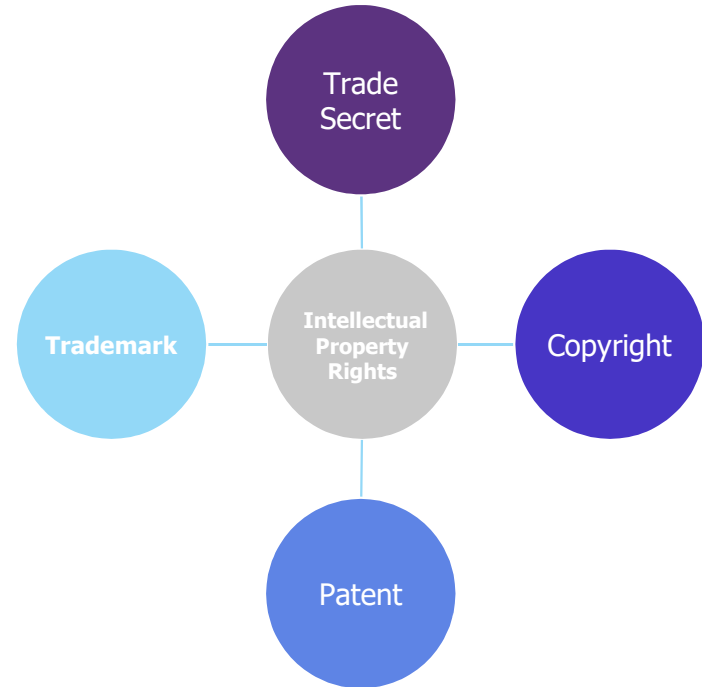 Trade
Secret
Trademark
Intellectual
Property
Rights
Copyright
Patent